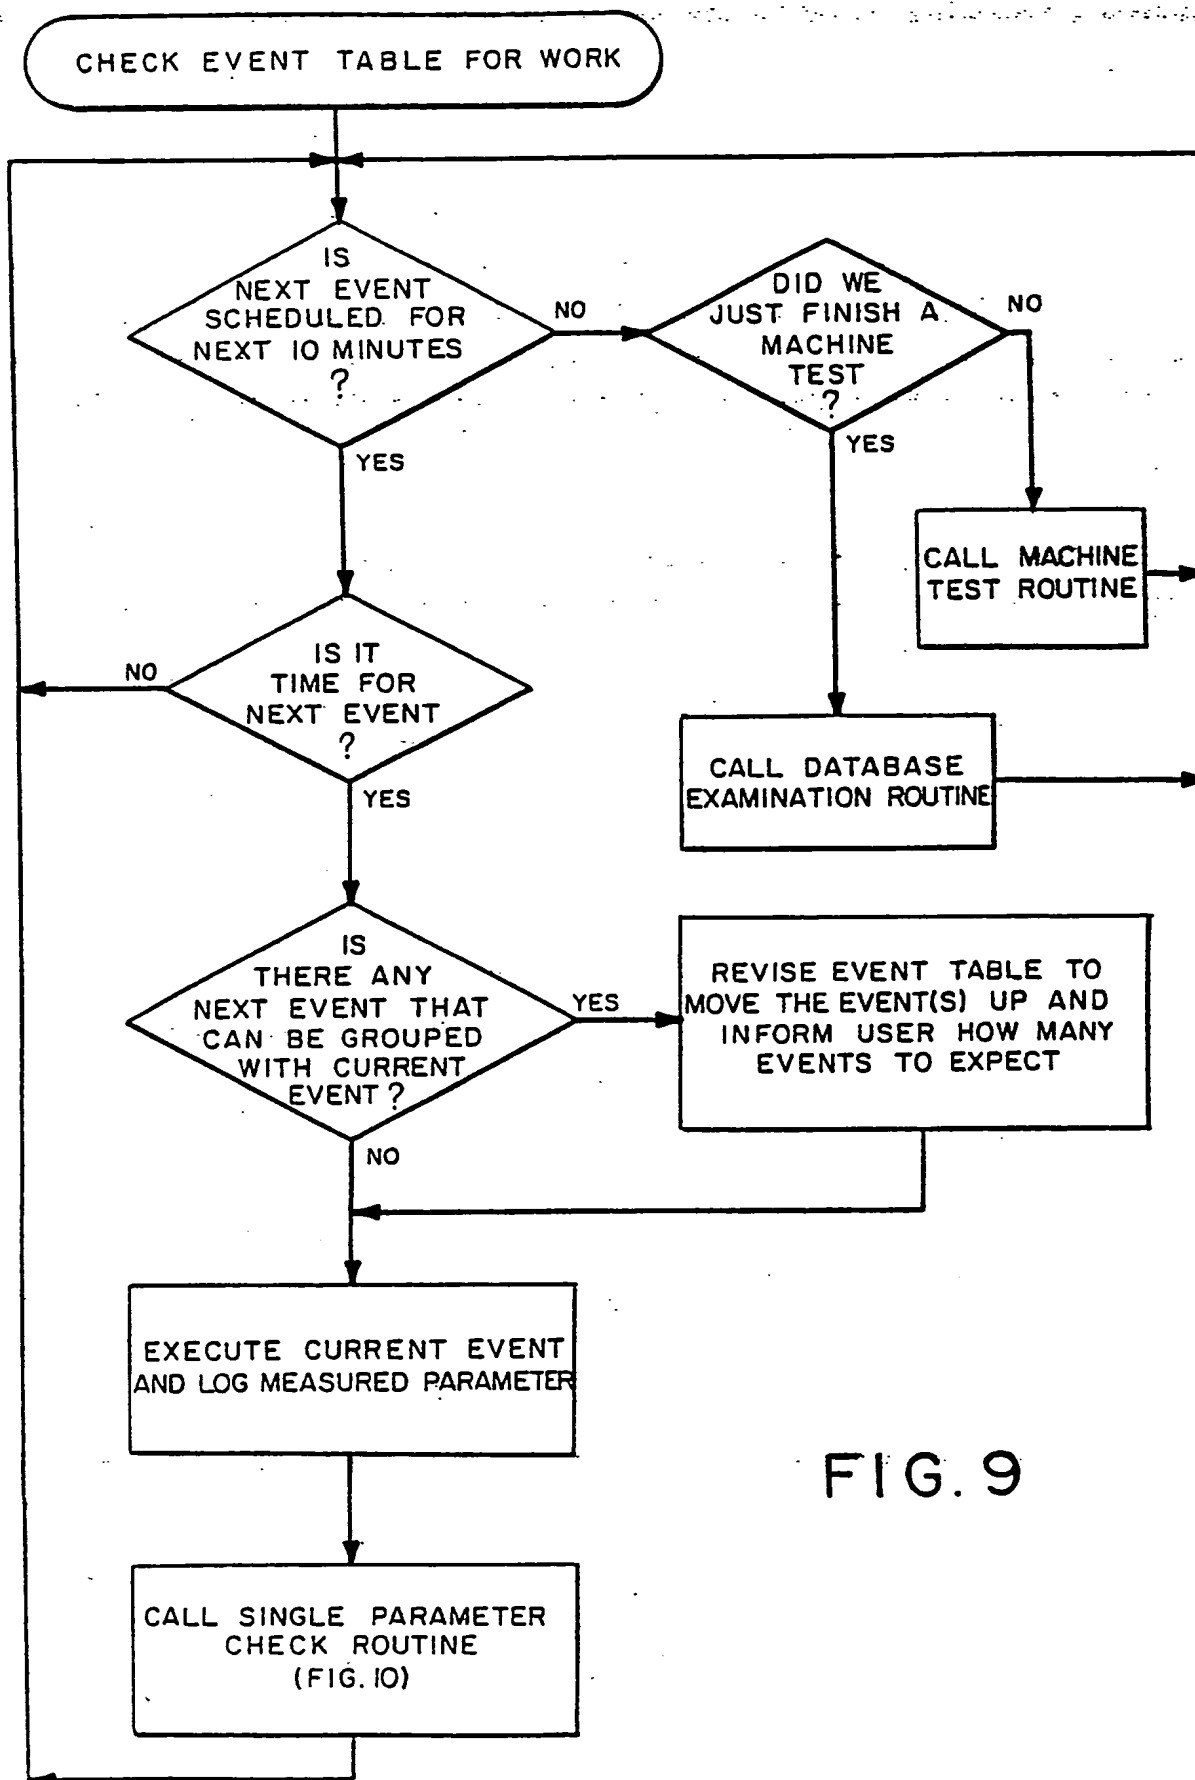 CHECK EVENT TABLE FOR WORK
IS
NEXT EVENT
SCHEDULED FOR
NEXT 10 MINUTES
?
NO
YES
DID WE
JUST FINISH A
MACHINE
TEST
?
NO
YES
CALL MACHINE
TEST ROUTINE
IS IT
TIME FOR
NEXT EVENT
?
NO
YES
CALL DATABASE
EXAMINATION ROUTINE
IS
THERE ANY
NEXT EVENT THAT
CAN BE GROUPED
WITH CURRENT
EVENT?
YES
NO
REVISE EVENT TABLE TO
MOVE THE EVENT(S) UP AND
INFORM USER HOW MANY
EVENTS TO EXPECT
EXECUTE CURRENT EVENT
AND LOG MEASURED PARAMETER
CALL SINGLE PARAMETER
CHECK ROUTINE
(FIG. 10)
FIG. 9